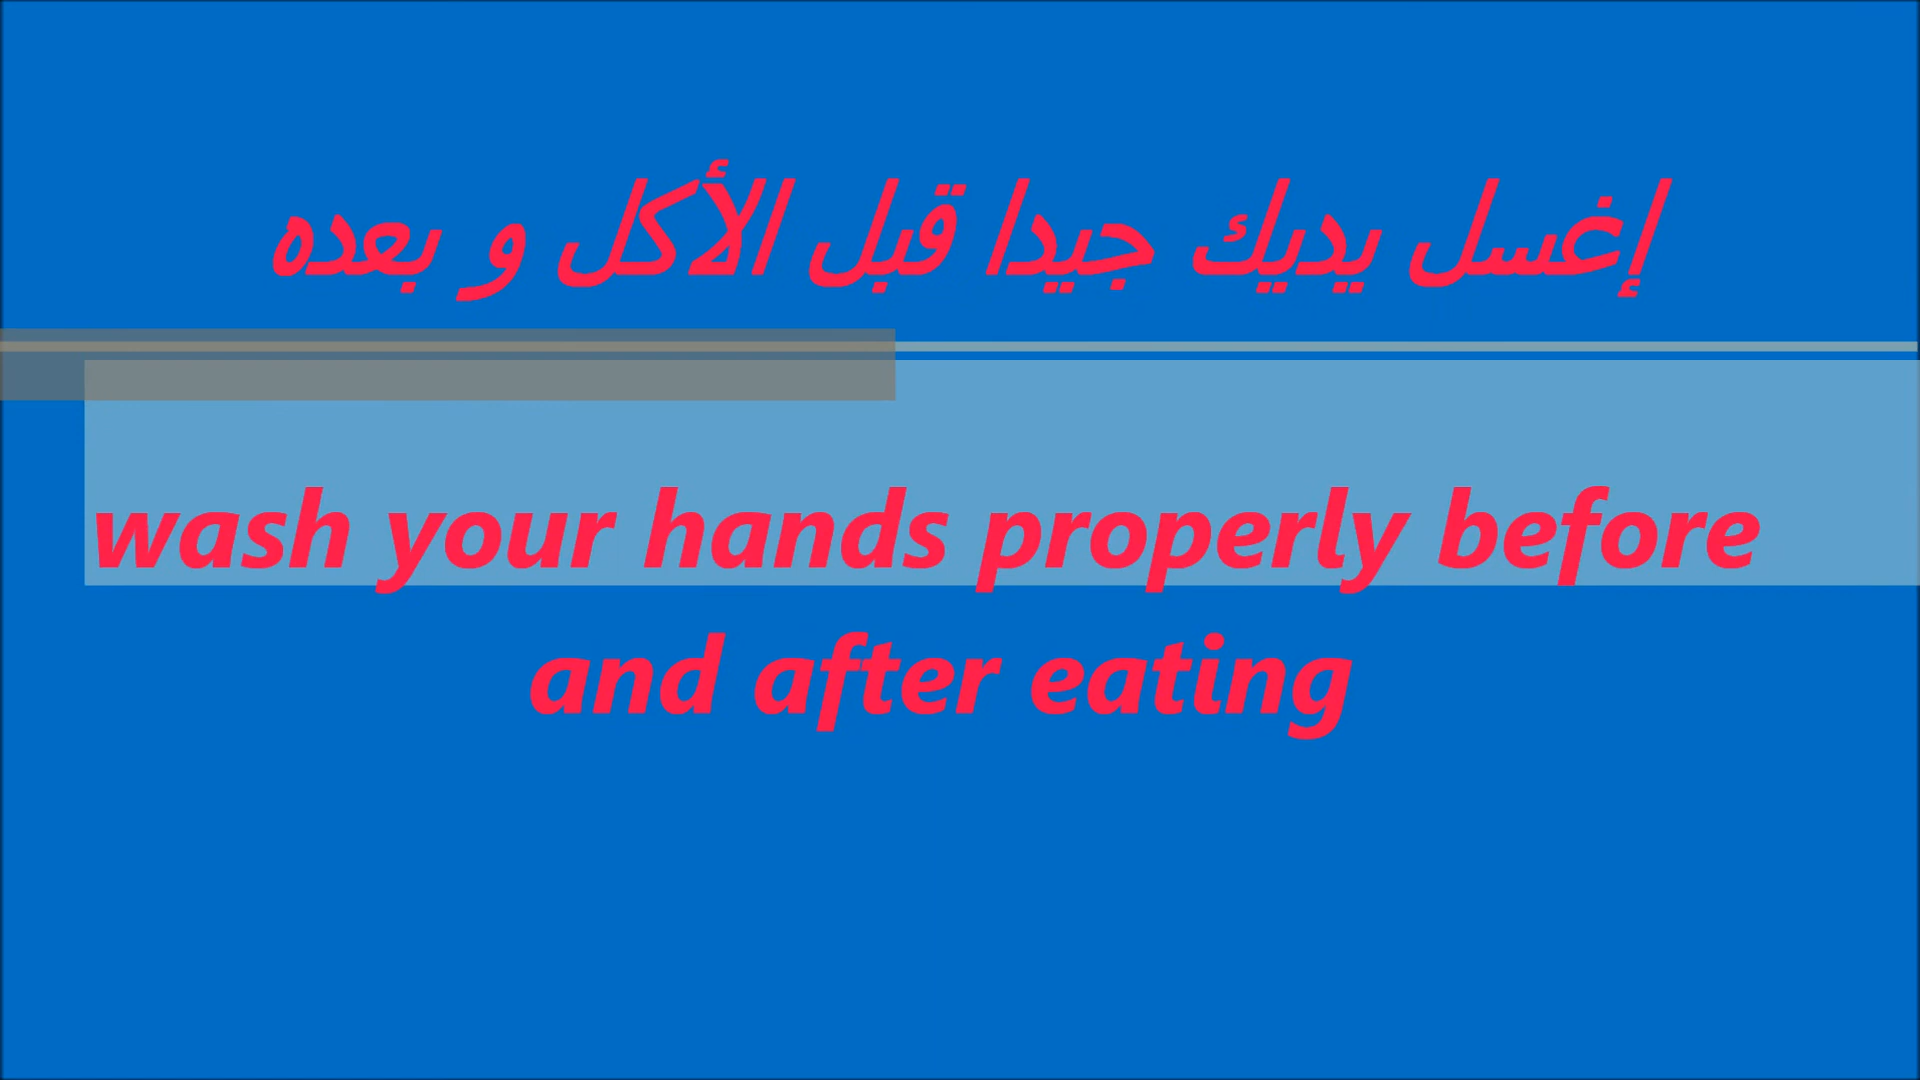 إغسل يديك جيدا قبل الأكل و بعده
wash your hands properly before
and after eating